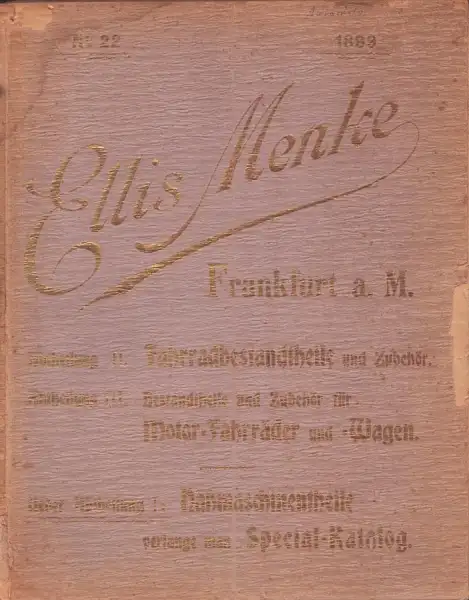 No 22 1899
Ellis Menke
Frankfurt a. M.
Abtheilung II. Fahrradbestandtheile und Zubehör.
Abtheilung III. Bestandtheile und Zubehör für
Motor-Fahrräder und -Wagen.
Ueber Abtheilung I. Nähmaschinentheile
verlange man Special-Katalog.